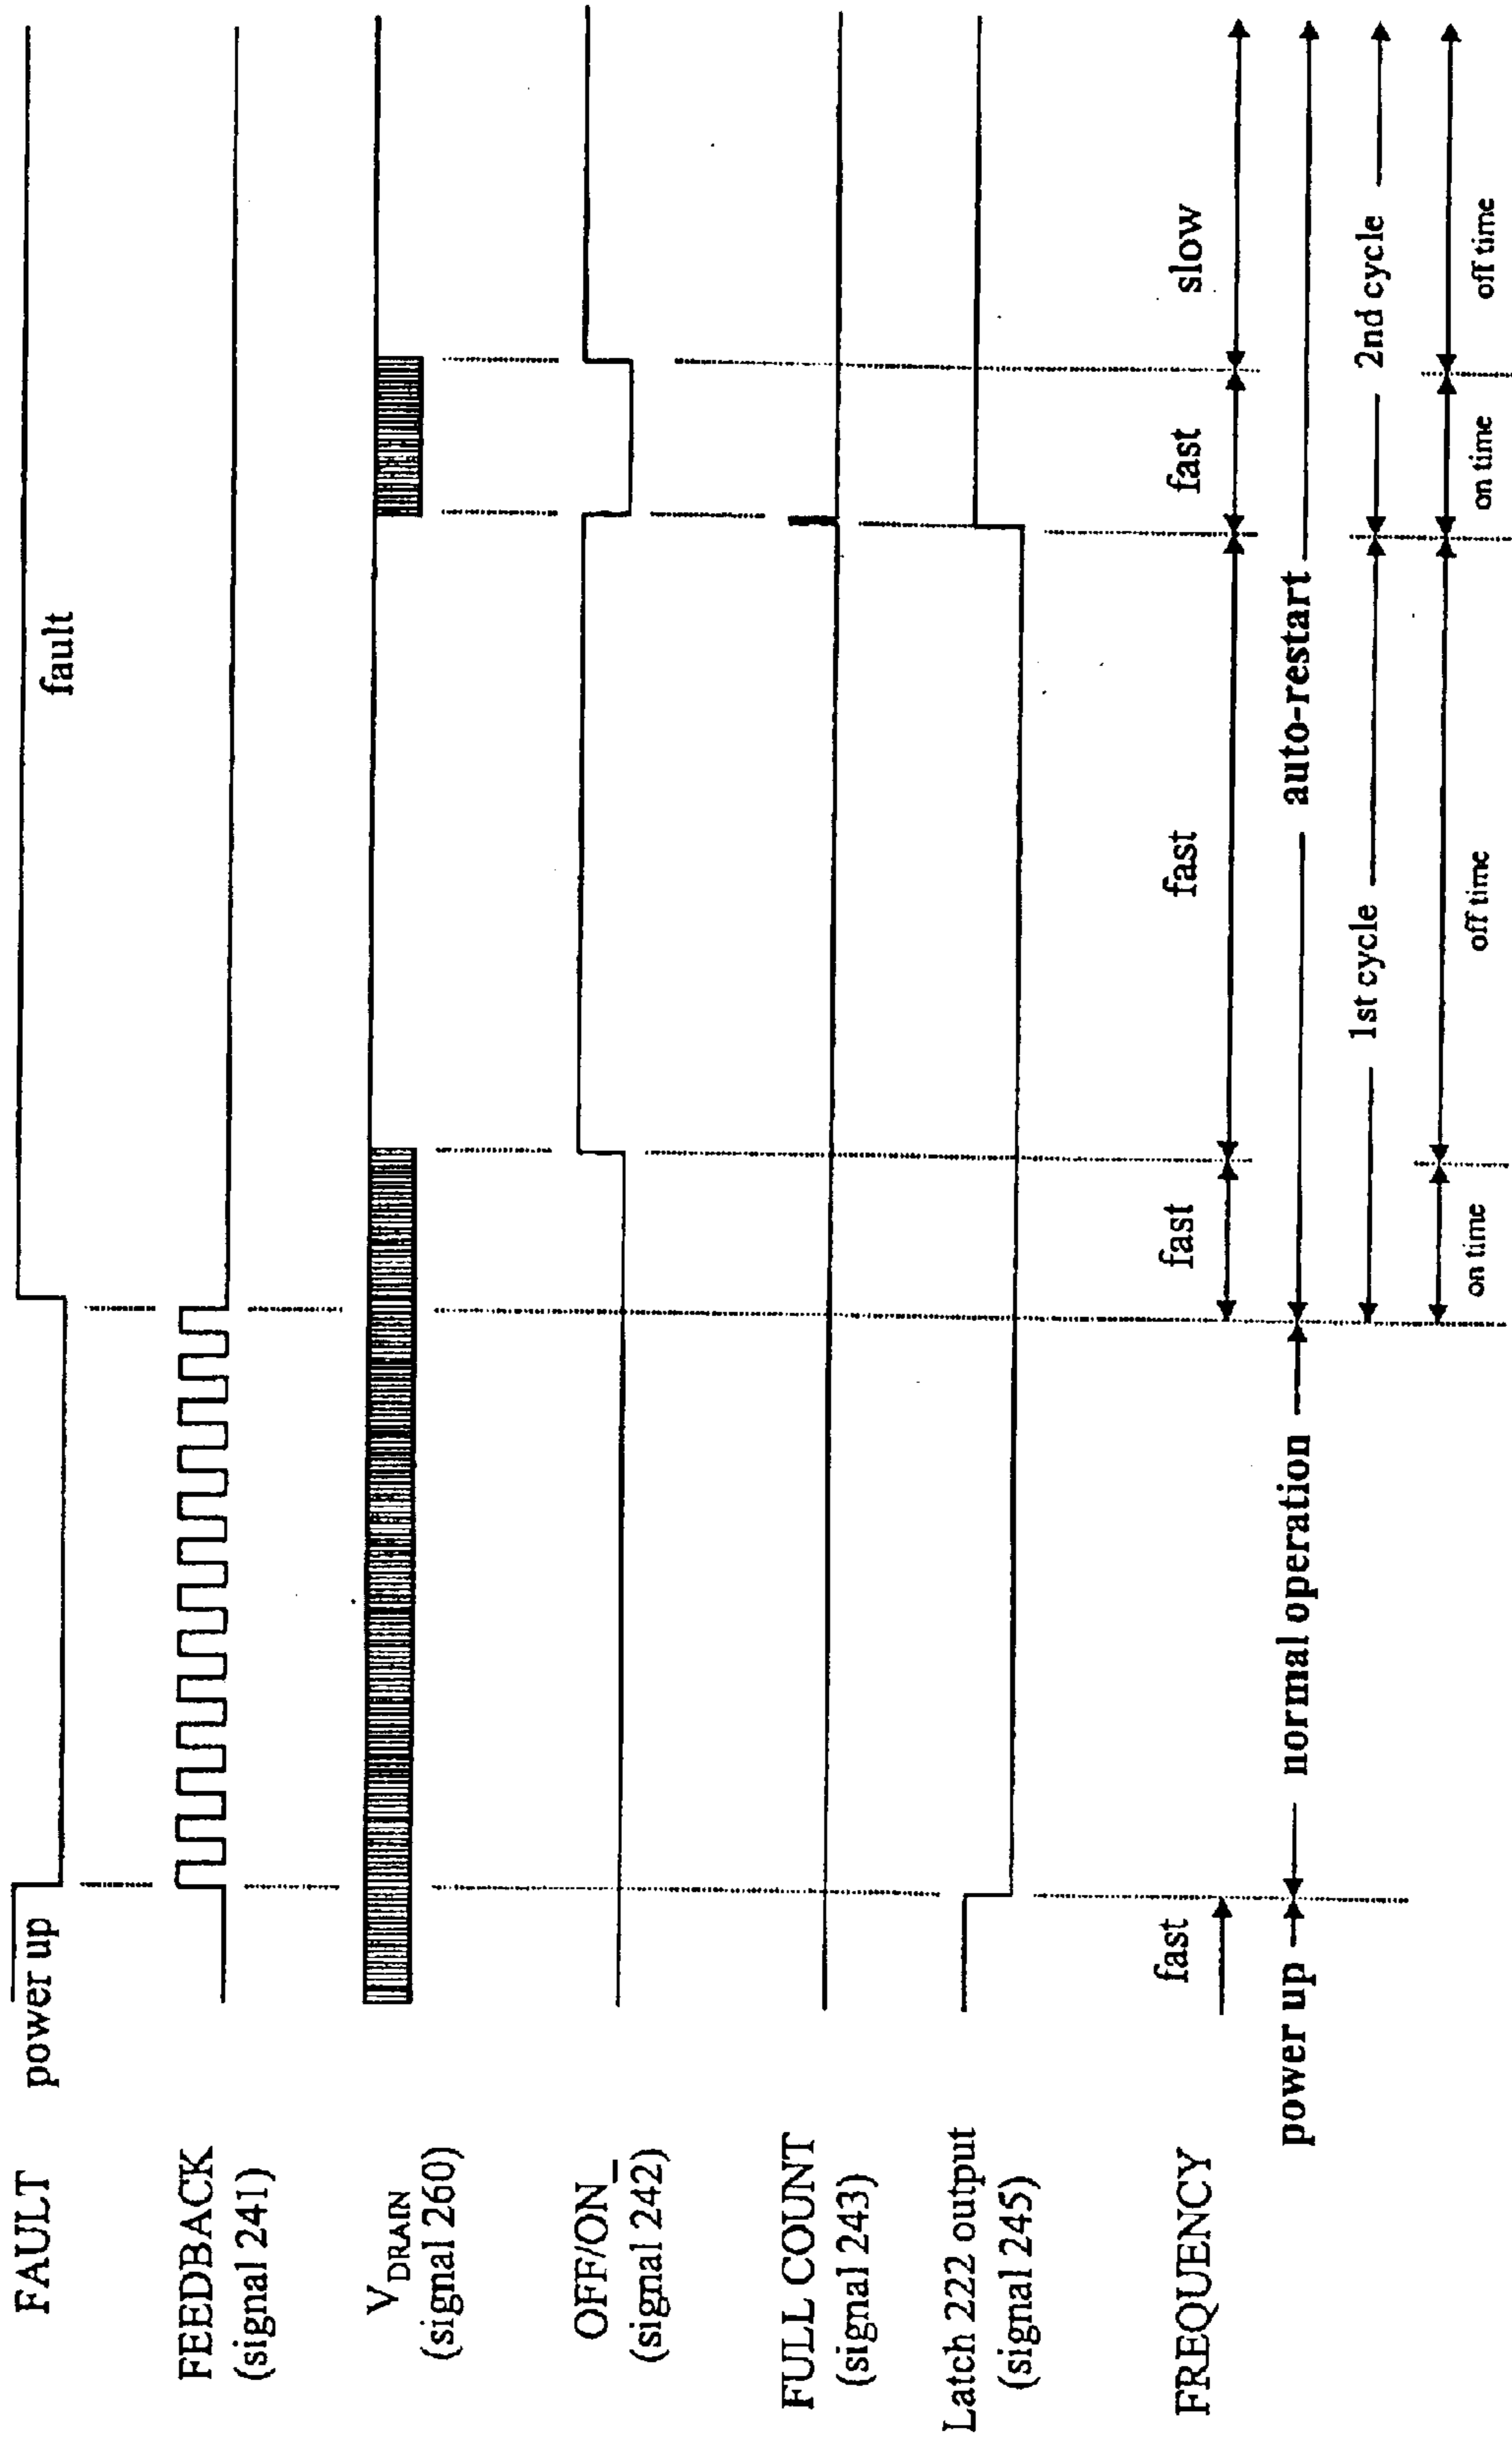 FAULT
power up
fault
FEEDBACK
(signal 241)
VDRAIN
(signal 260)
OFF/ON_
(signal 242)
FULL COUNT
(signal 243)
Latch 222 output
(signal 245)
FREQUENCY
fast
fast
fast
fast
slow
power up
normal operation
auto-restart
1st cycle
2nd cycle
on time
off time
on time
off time